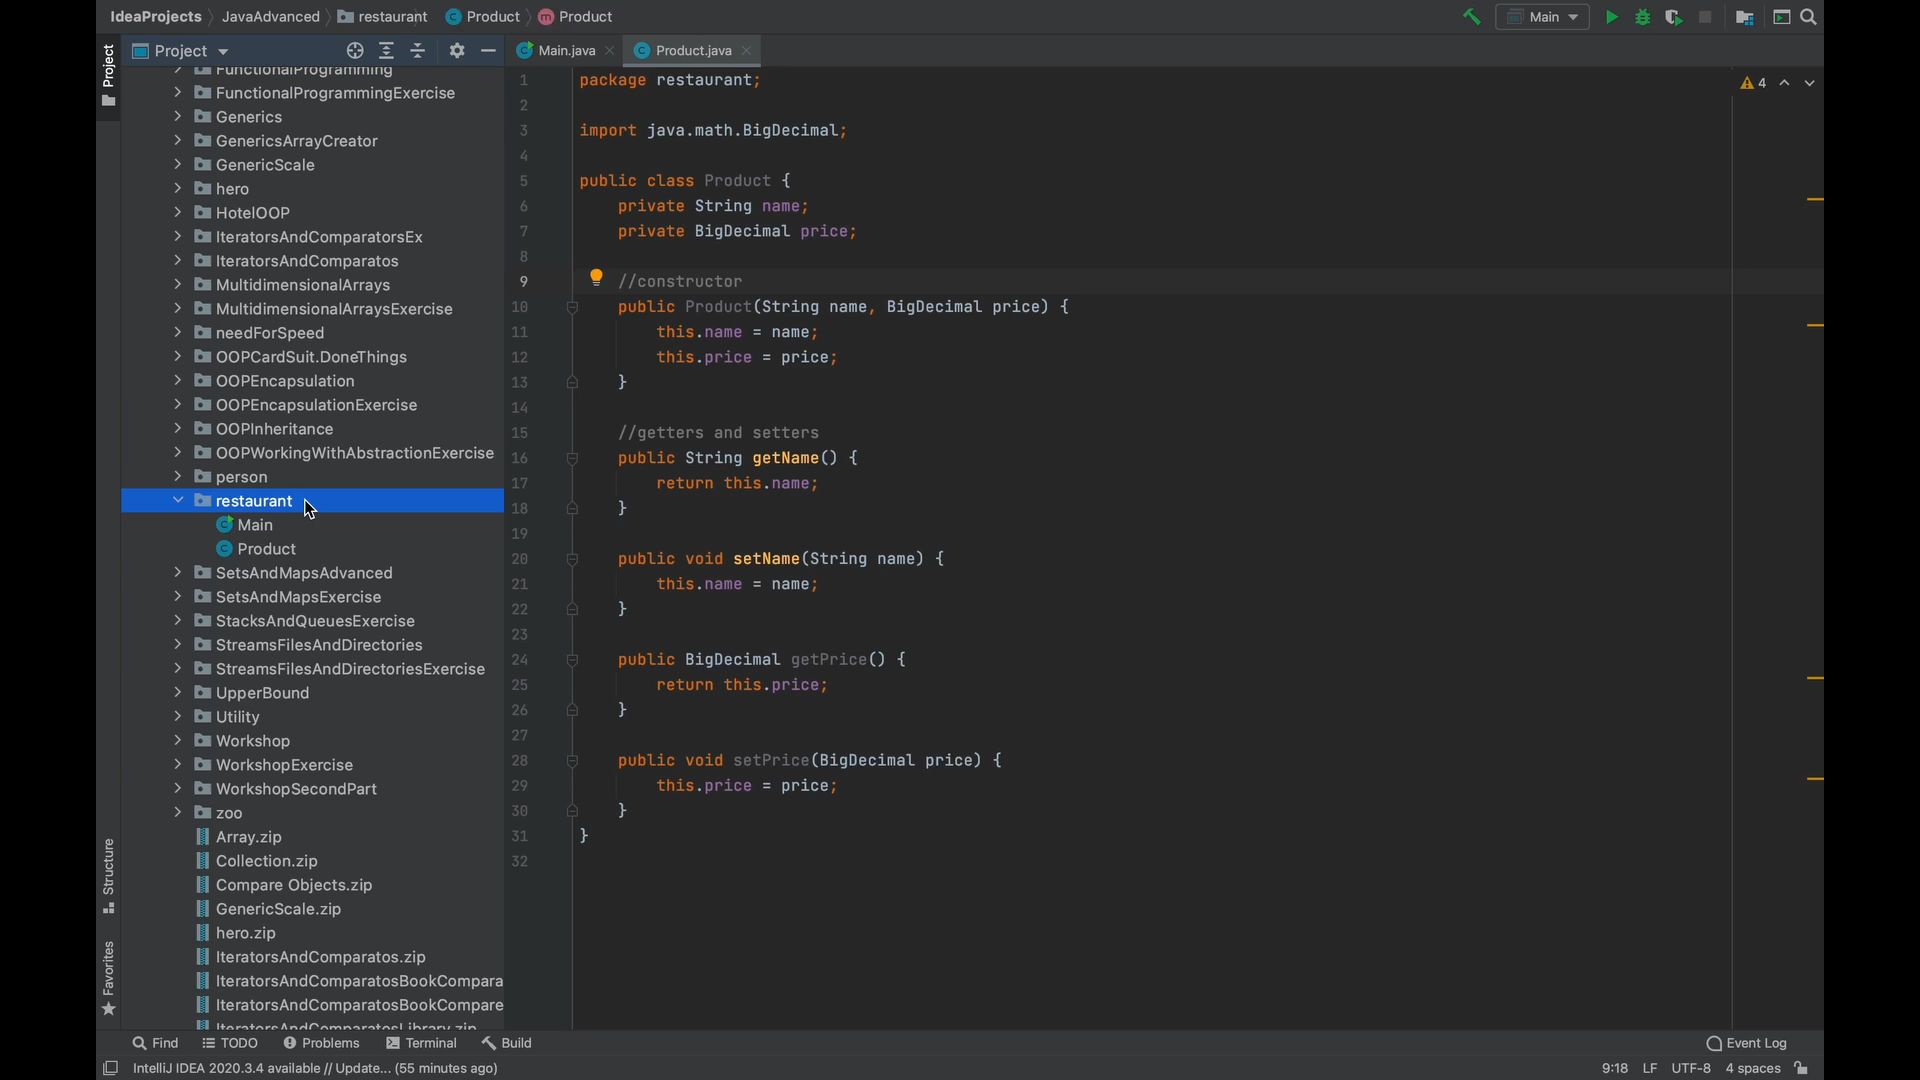 IdeaProjects JavaAdvanced restaurant Product Product
Main
Project
Main.java Product.java
Project
FunctionalProgramming
FunctionalProgrammingExercise
Generics
GenericsArrayCreator
GenericScale
hero
HotelOOP
IteratorsAndComparatorsEx
IteratorsAndComparatos
MultidimensionalArrays
MultidimensionalArraysExercise
needForSpeed
OOPCardSuit.DoneThings
OOPEncapsulation
OOPEncapsulationExercise
OOPInheritance
OOPWorkingWithAbstractionExercise
person
restaurant
Main
Product
SetsAndMapsAdvanced
SetsAndMapsExercise
StacksAndQueuesExercise
StreamsFilesAndDirectories
StreamsFilesAndDirectoriesExercise
UpperBound
Utility
Workshop
WorkshopExercise
WorkshopSecondPart
zoo
Array.zip
Collection.zip
Compare Objects.zip
GenericScale.zip
hero.zip
IteratorsAndComparatos.zip
IteratorsAndComparatosBookCompara
IteratorsAndComparatosBookCompare
IteratorsAndComparatosLibrary.zip
Structure
Favorites
4
1 package restaurant;
2
3 import java.math.BigDecimal;
4
5 public class Product {
6 private String name;
7 private BigDecimal price;
8
9 //constructor
10 public Product(String name, BigDecimal price) {
11 this.name = name;
12 this.price = price;
13 }
14
15 //getters and setters
16 public String getName() {
17 return this.name;
18 }
19
20 public void setName(String name) {
21 this.name = name;
22 }
23
24 public BigDecimal getPrice() {
25 return this.price;
26 }
27
28 public void setPrice(BigDecimal price) {
29 this.price = price;
30 }
31 }
32
Find TODO Problems Terminal Build Event Log
IntelliJ IDEA 2020.3.4 available // Update... (55 minutes ago) 9:18 LF UTF-8 4 spaces